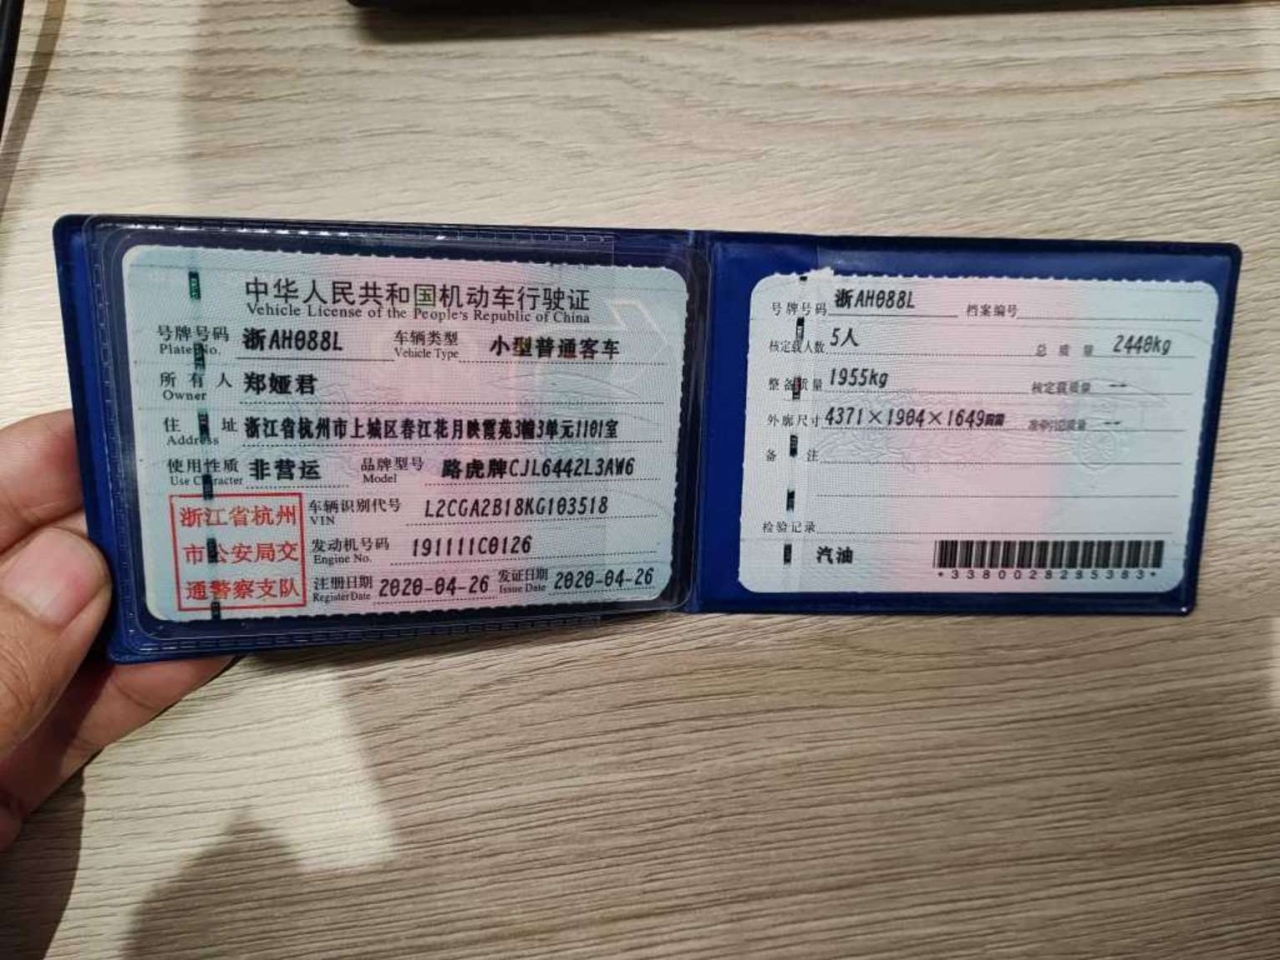 中华人民共和国机动车行驶证
Vehicle License of the People's Republic of China
号牌号码 浙AH088L 车辆类型 小型普通客车
Plate No. Vehicle Type
所有人 郑娅君
Owner
住址 浙江省杭州市上城区春江花月映霞苑3幢3单元1101室
Address
使用性质 非营运 品牌型号 路虎牌CJL6442L3AW6
Use Character Model
浙江省杭州
市公安局交
通警察支队
车辆识别代号 L2CGA2B18KG103518
VIN
发动机号码 191111C0126
Engine No.
注册日期 2020-04-26 发证日期 2020-04-26
Register Date Issue Date
号牌号码 浙AH088L 档案编号
核定载人数 5人 总质量 2440kg
整备质量 1955kg 核定载质量 --
外廓尺寸 4371×1904×1649mm 准牵引总质量 --
备注
检验记录
汽油
*3380028285383*